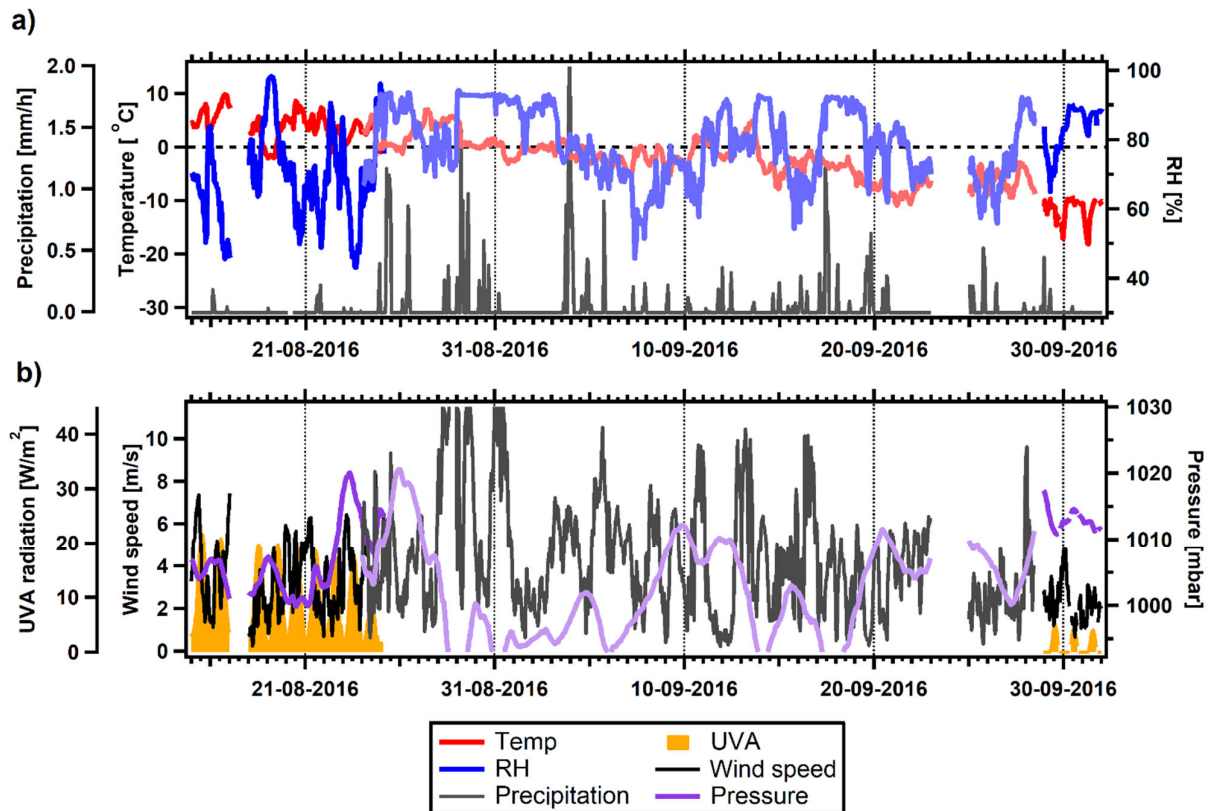 a)
Precipitation [mm/h]
2.0
1.5
1.0
0.5
0.0
Temperature [ °C]
10
0
-10
-20
-30
100
80
60
40
RH [%]
21-08-2016 31-08-2016 10-09-2016 20-09-2016 30-09-2016
b)
UVA radiation [W/m²]
40
30
20
10
0
Wind speed [m/s]
10
8
6
4
2
0
1030
1020
1010
1000
Pressure [mbar]
21-08-2016 31-08-2016 10-09-2016 20-09-2016 30-09-2016
Temp UVA
RH Wind speed
Precipitation Pressure